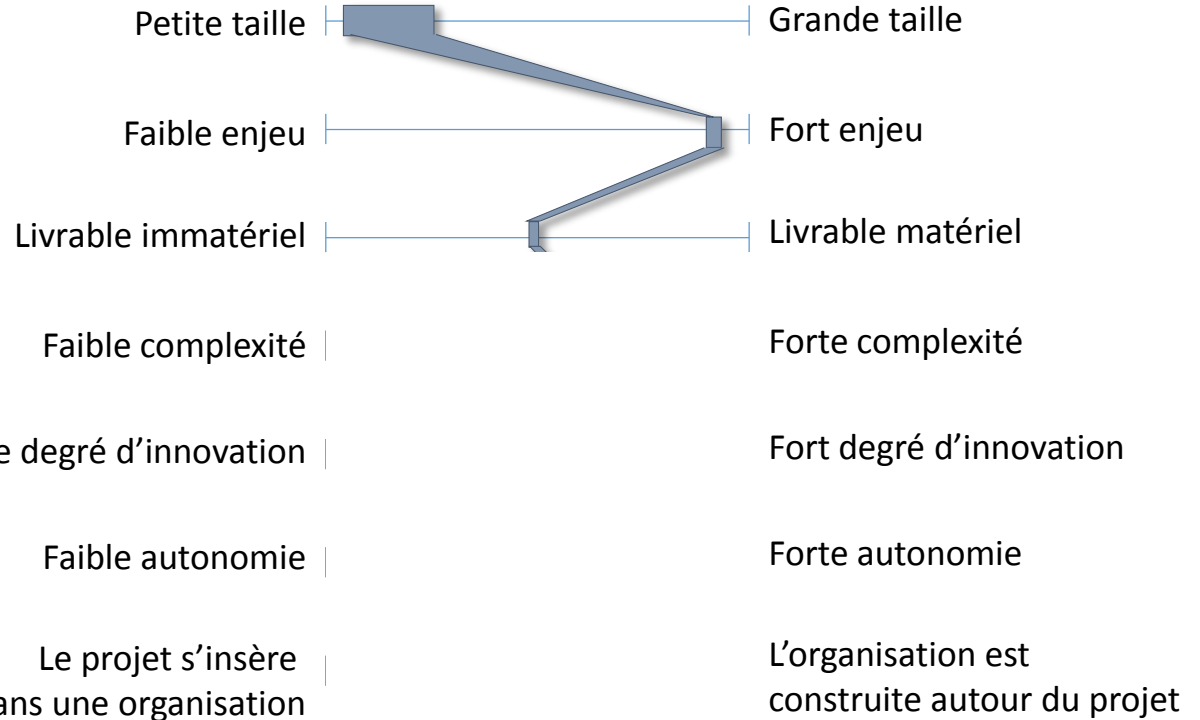 Petite taille
Grande taille
Faible enjeu
Fort enjeu
Livrable immatériel
Livrable matériel
Faible complexité
Forte complexité
degré d’innovation
Fort degré d’innovation
Faible autonomie
Forte autonomie
Le projet s’insère
une organisation
L’organisation est
construite autour du projet